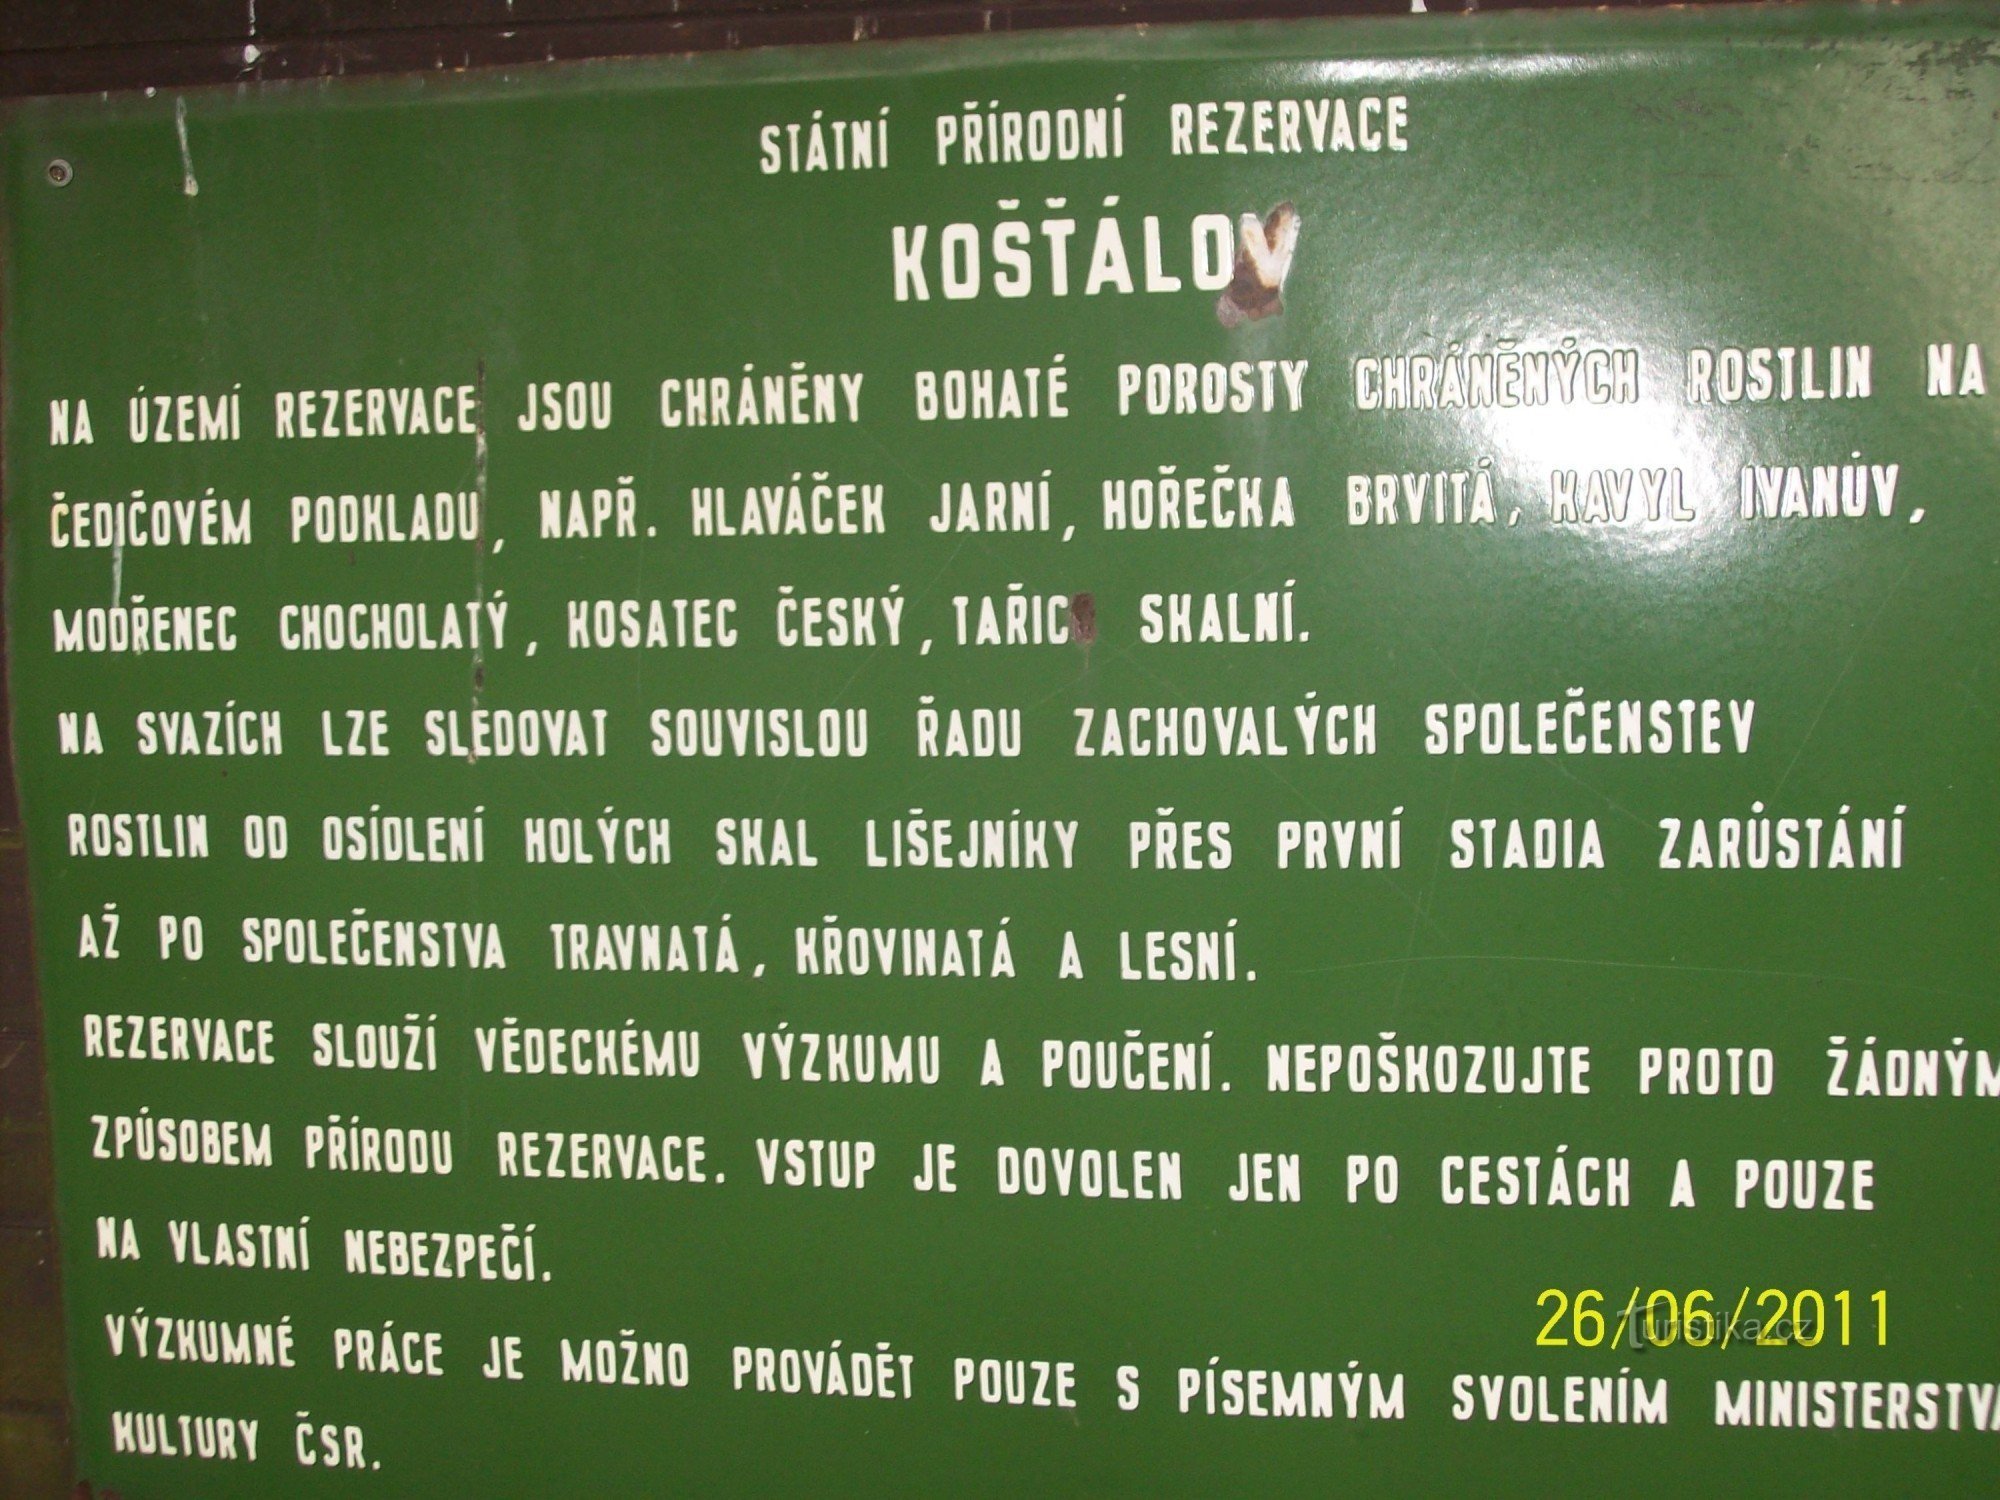 STÁTNÍ PŘÍRODNÍ REZERVACE
KOŠŤÁLOV
NA ÚZEMÍ REZERVACE JSOU CHRÁNĚNY BOHATÉ POROSTY CHRÁNĚNÝCH ROSTLIN NA
ČEDIČOVÉM PODKLADU, NAPŘ. HLAVÁČEK JARNÍ, HOŘEČKA BRVITÁ, KAVYL IVANŮV,
MODŘENEC CHOCHOLATÝ, KOSATEC ČESKÝ, TAŘICE SKALNÍ.
NA SVAZÍCH LZE SLEDOVAT SOUVISLOU ŘADU ZACHOVALÝCH SPOLEČENSTEV
ROSTLIN OD OSÍDLENÍ HOLÝCH SKAL LIŠEJNÍKY PŘES PRVNÍ STADIA ZARŮSTÁNÍ
AŽ PO SPOLEČENSTVA TRAVNATÁ, KŘOVINATÁ A LESNÍ.
REZERVACE SLOUŽÍ VĚDECKÉMU VÝZKUMU A POUČENÍ. NEPOŠKOZUJTE PROTO ŽÁDNÝM
ZPŮSOBEM PŘÍRODU REZERVACE. VSTUP JE DOVOLEN JEN PO CESTÁCH A POUZE
NA VLASTNÍ NEBEZPEČÍ.
26/06/2011
Turistika.cz
VÝZKUMNÉ PRÁCE JE MOŽNO PROVÁDĚT POUZE S PÍSEMNÝM SVOLENÍM MINISTERSTVA
KULTURY ČSR.